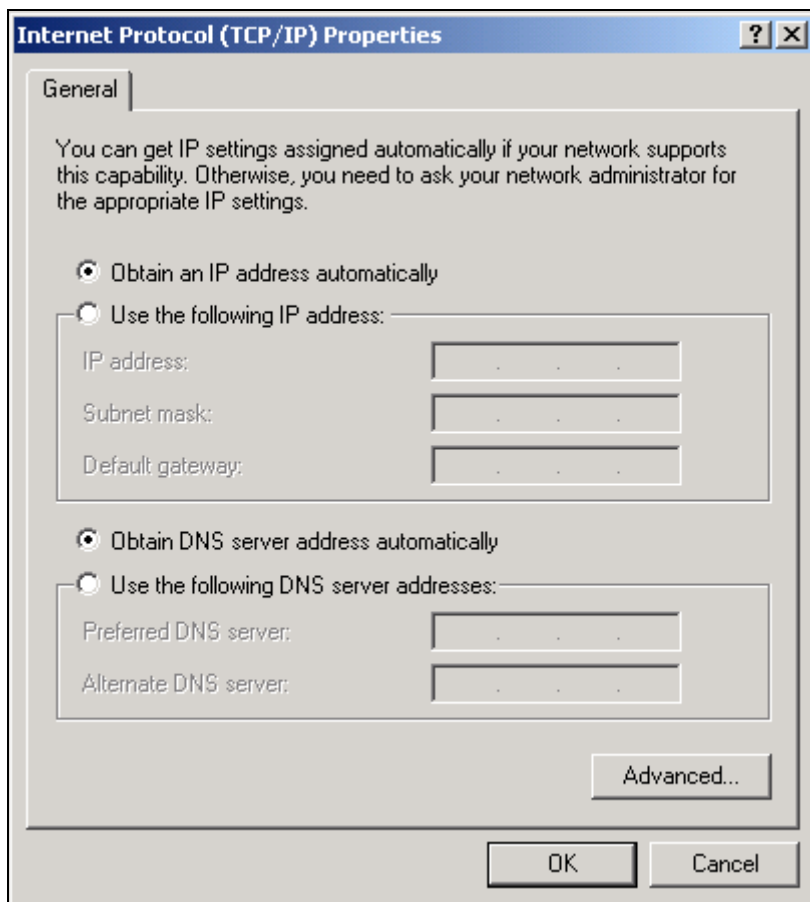 Internet Protocol (TCP/IP) Properties
General
You can get IP settings assigned automatically if your network supports
this capability. Otherwise, you need to ask your network administrator for
the appropriate IP settings.
Obtain an IP address automatically
Use the following IP address:
IP address:
Subnet mask:
Default gateway:
Obtain DNS server address automatically
Use the following DNS server addresses:
Preferred DNS server:
Alternate DNS server:
Advanced...
OK Cancel